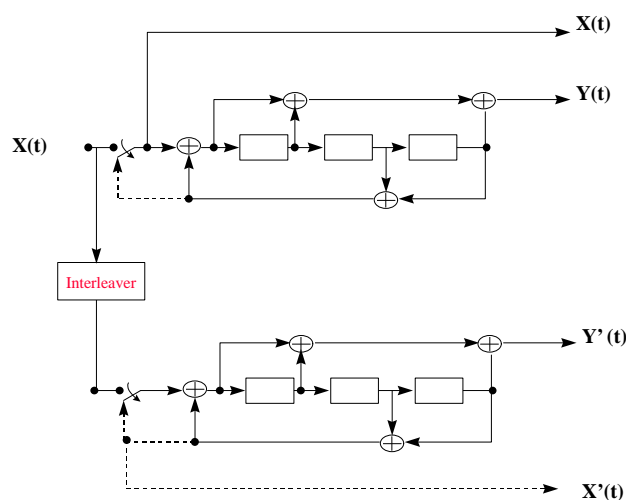 X(t)
Y(t)
X(t)
Interleaver
Y' (t)
X'(t)